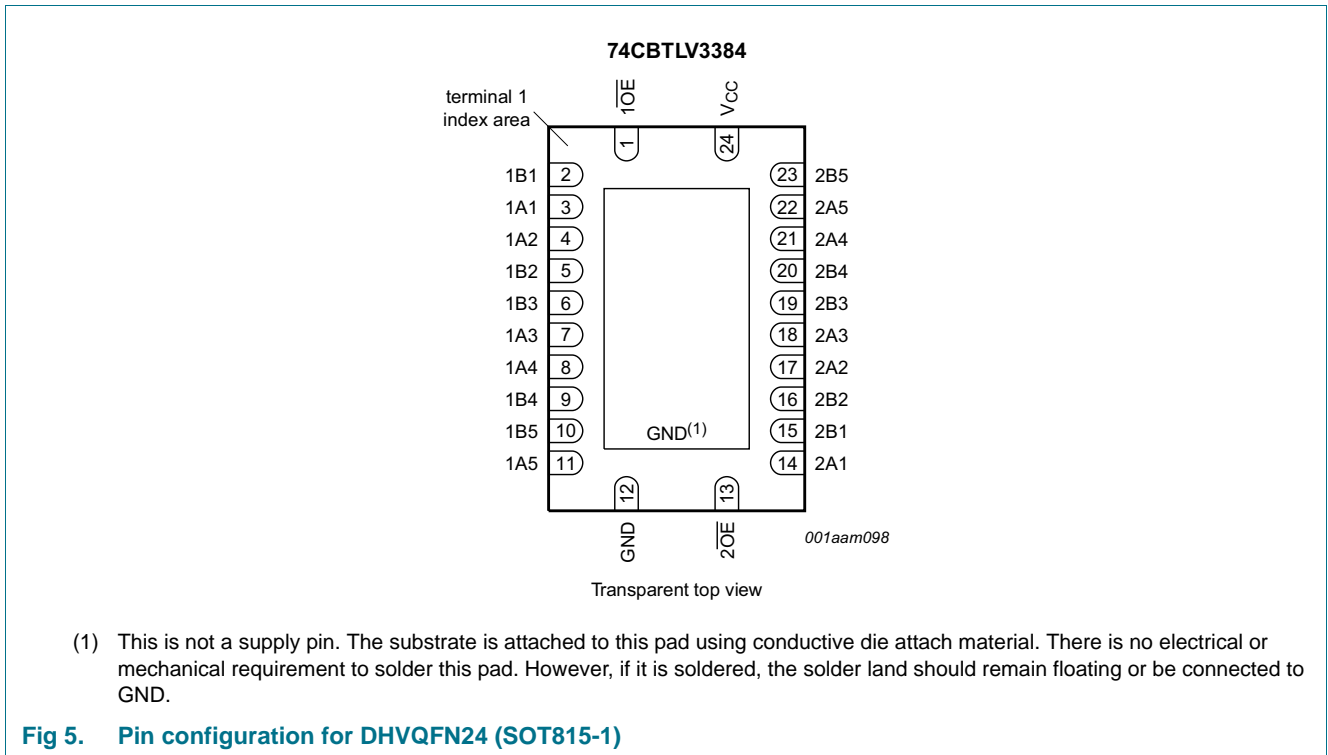 74CBTLV3384
terminal 1
index area
1OE
VCC
1
24
1B1 2 23 2B5
1A1 3 22 2A5
1A2 4 21 2A4
1B2 5 20 2B4
1B3 6 19 2B3
1A3 7 18 2A3
1A4 8 17 2A2
1B4 9 16 2B2
1B5 10 GND(1) 15 2B1
1A5 11 14 2A1
12
13
GND
2OE
001aam098
Transparent top view
(1) This is not a supply pin. The substrate is attached to this pad using conductive die attach material. There is no electrical or
mechanical requirement to solder this pad. However, if it is soldered, the solder land should remain floating or be connected to
GND.
Fig 5. Pin configuration for DHVQFN24 (SOT815-1)